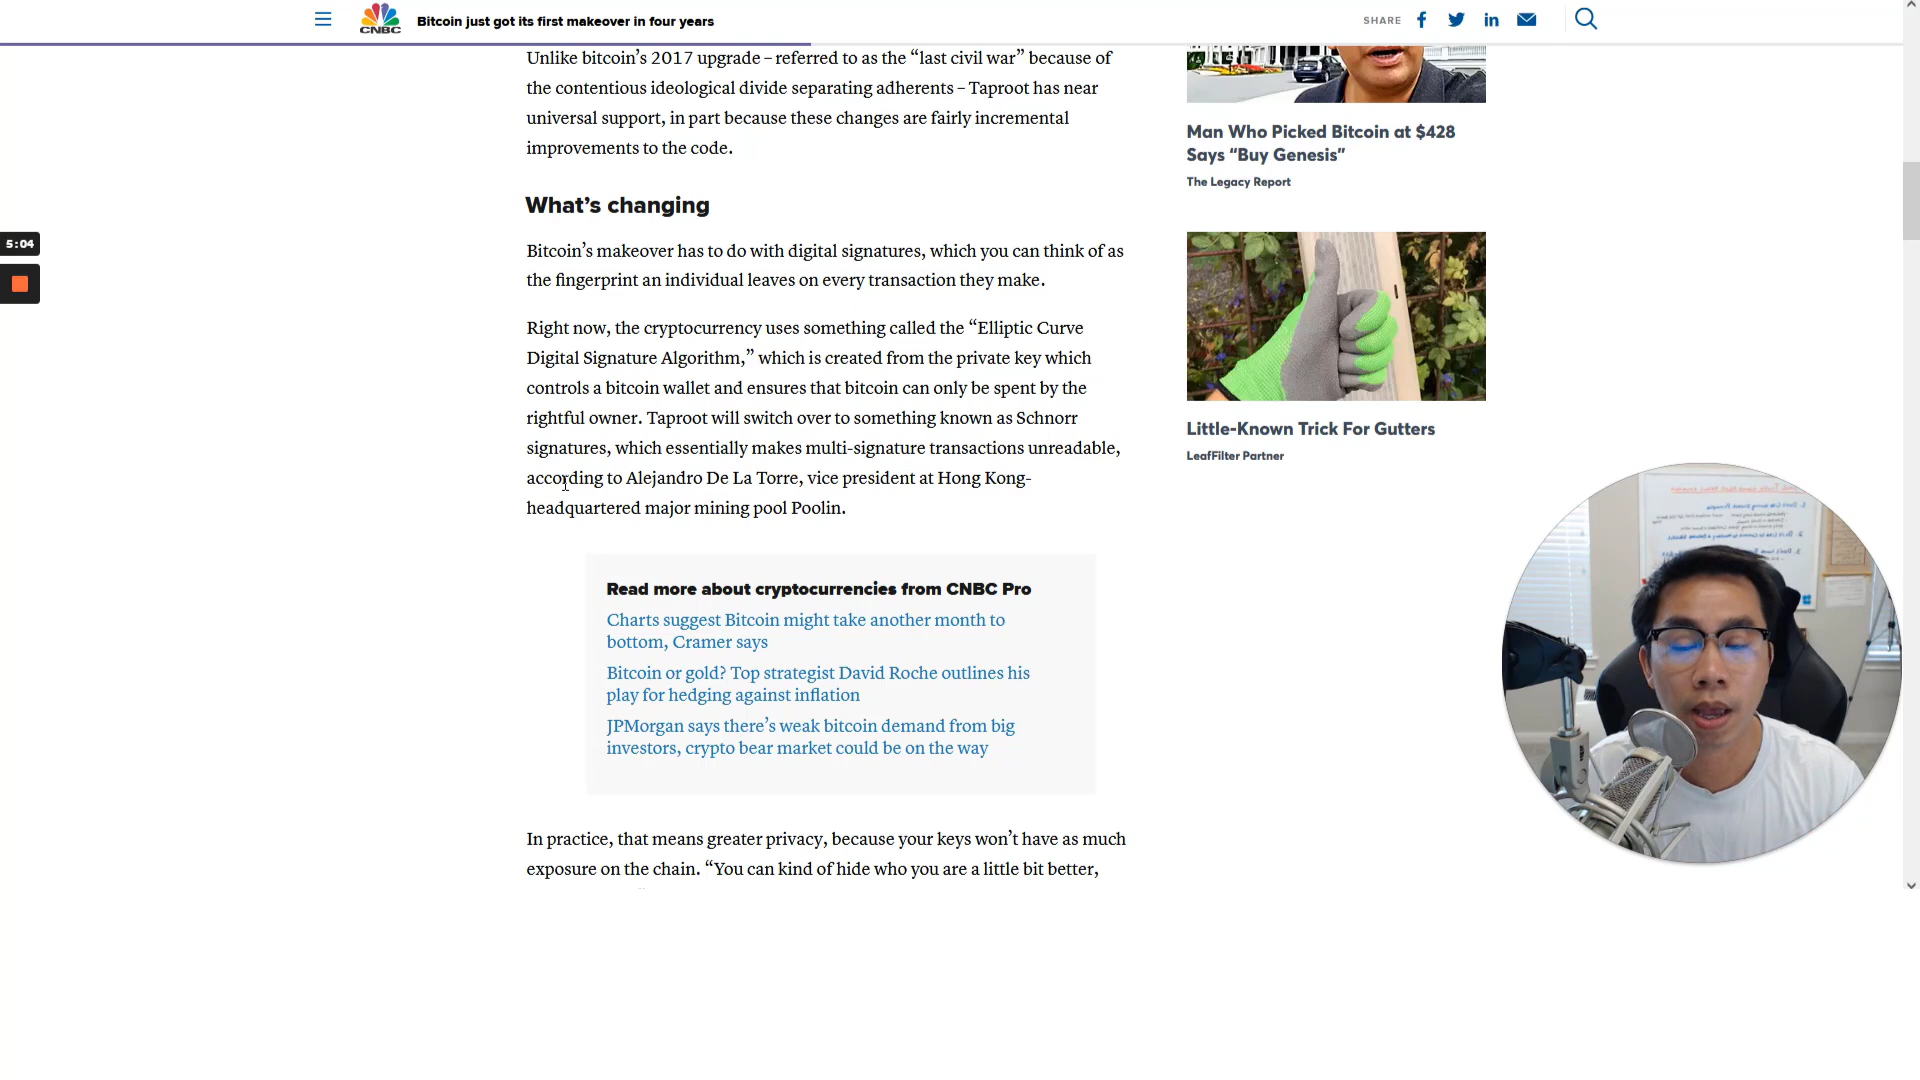 CNBC
Bitcoin just got its first makeover in four years
SHARE
Unlike bitcoin’s 2017 upgrade – referred to as the “last civil war” because of
the contentious ideological divide separating adherents – Taproot has near
universal support, in part because these changes are fairly incremental
improvements to the code.
What’s changing
Bitcoin’s makeover has to do with digital signatures, which you can think of as
the fingerprint an individual leaves on every transaction they make.
Right now, the cryptocurrency uses something called the “Elliptic Curve
Digital Signature Algorithm,” which is created from the private key which
controls a bitcoin wallet and ensures that bitcoin can only be spent by the
rightful owner. Taproot will switch over to something known as Schnorr
signatures, which essentially makes multi-signature transactions unreadable,
according to Alejandro De La Torre, vice president at Hong Kong-
headquartered major mining pool Poolin.
Read more about cryptocurrencies from CNBC Pro
Charts suggest Bitcoin might take another month to
bottom, Cramer says
Bitcoin or gold? Top strategist David Roche outlines his
play for hedging against inflation
JPMorgan says there’s weak bitcoin demand from big
investors, crypto bear market could be on the way
In practice, that means greater privacy, because your keys won’t have as much
exposure on the chain. “You can kind of hide who you are a little bit better,
Man Who Picked Bitcoin at $428
Says “Buy Genesis”
The Legacy Report
Little-Known Trick For Gutters
LeafFilter Partner
5:04